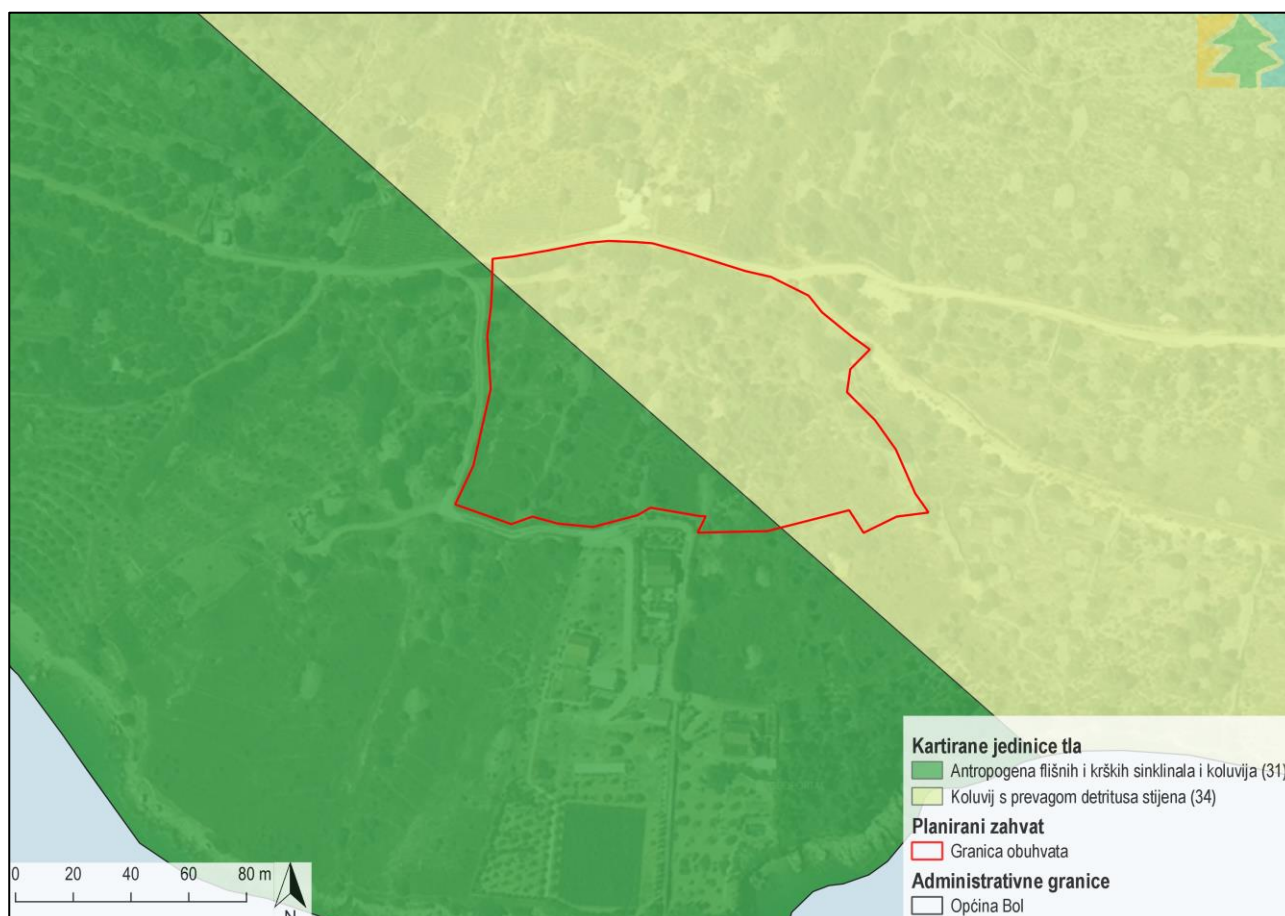 Kartirane jedinice tla
Antropogena flišnih i krških sinklinala i koluvija (31)
Koluvij s prevagom detritusa stijena (34)
Planirani zahvat
Granica obuhvata
Administrativne granice
Općina Bol
0 20 40 60 80 m
N